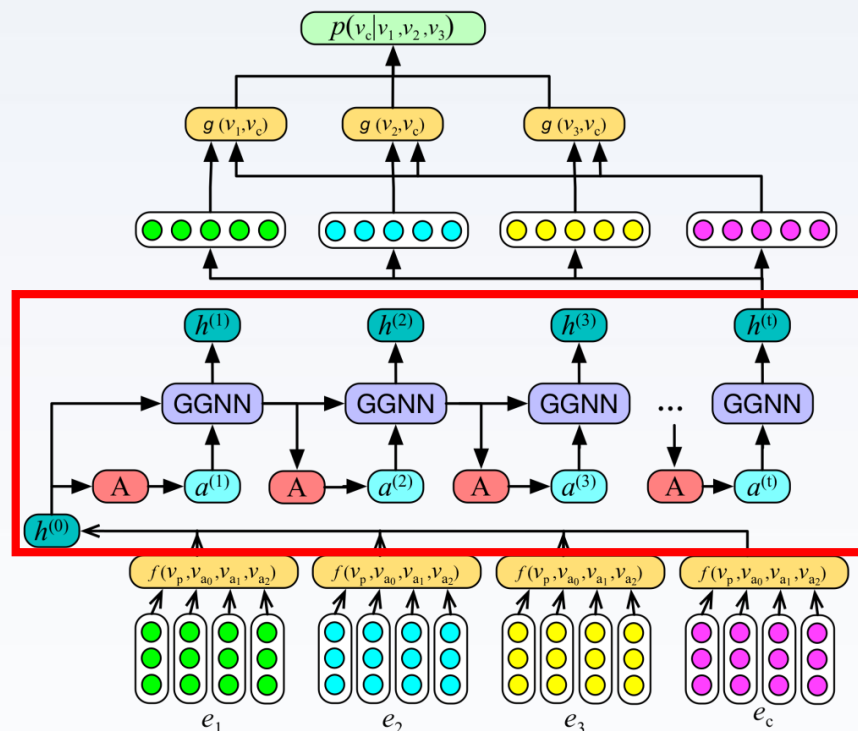 p(v_c|v_1,v_2,v_3)
g(v_1,v_c) g(v_2,v_c) g(v_3,v_c)
h^(1) h^(2) h^(3) h^(t)
GGNN GGNN GGNN ... GGNN
A a^(1) A a^(2) A a^(3) A a^(t)
h^(0)
f(v_p,v_a0,v_a1,v_a2) f(v_p,v_a0,v_a1,v_a2) f(v_p,v_a0,v_a1,v_a2) f(v_p,v_a0,v_a1,v_a2)
e_1 e_2 e_3 e_c